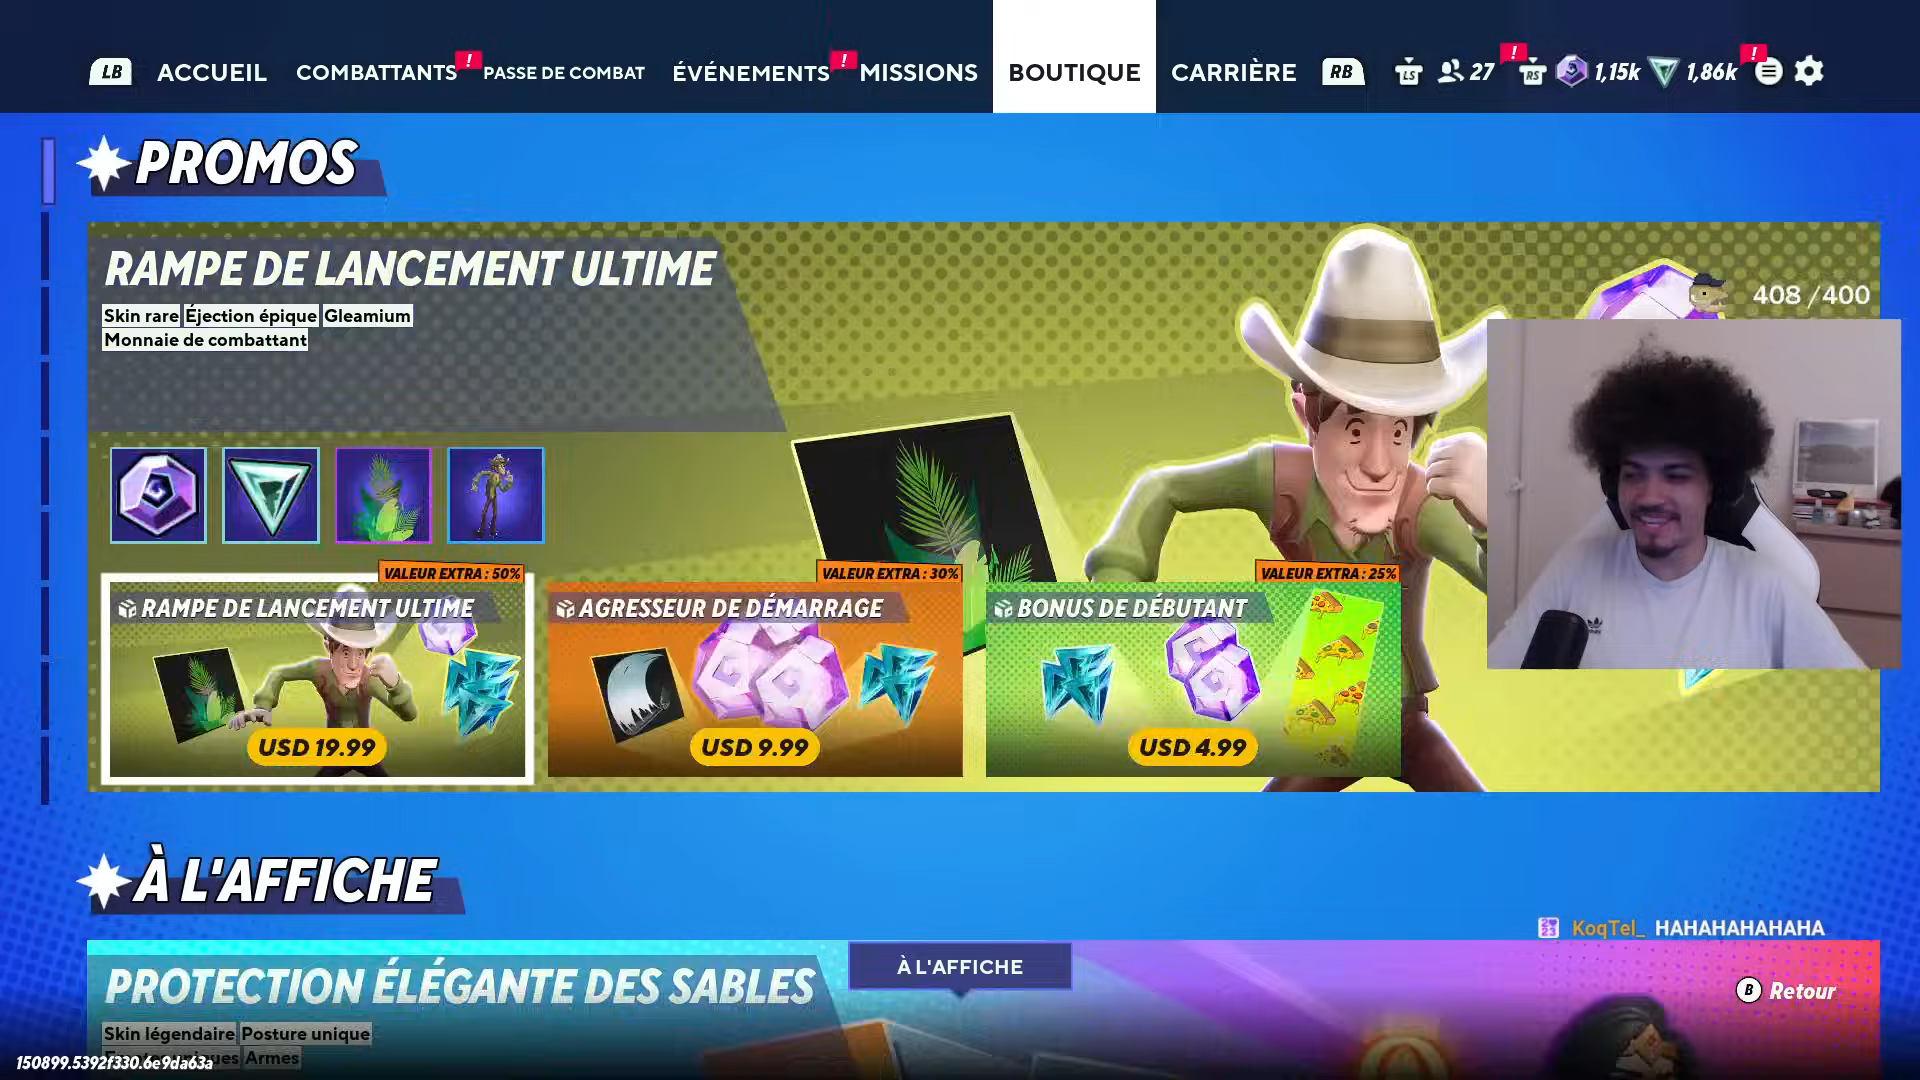 LB ACCUEIL COMBATTANTS ! PASSE DE COMBAT ÉVÉNEMENTS ! MISSIONS BOUTIQUE CARRIÈRE RB LS 27 ! RS 1,15k 1,86k !
PROMOS
RAMPE DE LANCEMENT ULTIME
Skin rare Éjection épique Gleamium
Monnaie de combattant
408 /400
VALEUR EXTRA : 50%
RAMPE DE LANCEMENT ULTIME
USD 19.99
VALEUR EXTRA : 30%
AGRESSEUR DE DÉMARRAGE
USD 9.99
VALEUR EXTRA : 25%
BONUS DE DÉBUTANT
USD 4.99
À L'AFFICHE
KoqTel_ HAHAHAHAHAHA
À L'AFFICHE
PROTECTION ÉLÉGANTE DES SABLES
B Retour
Skin légendaire Posture unique
Armes
150899.5392f330.6e9da63a